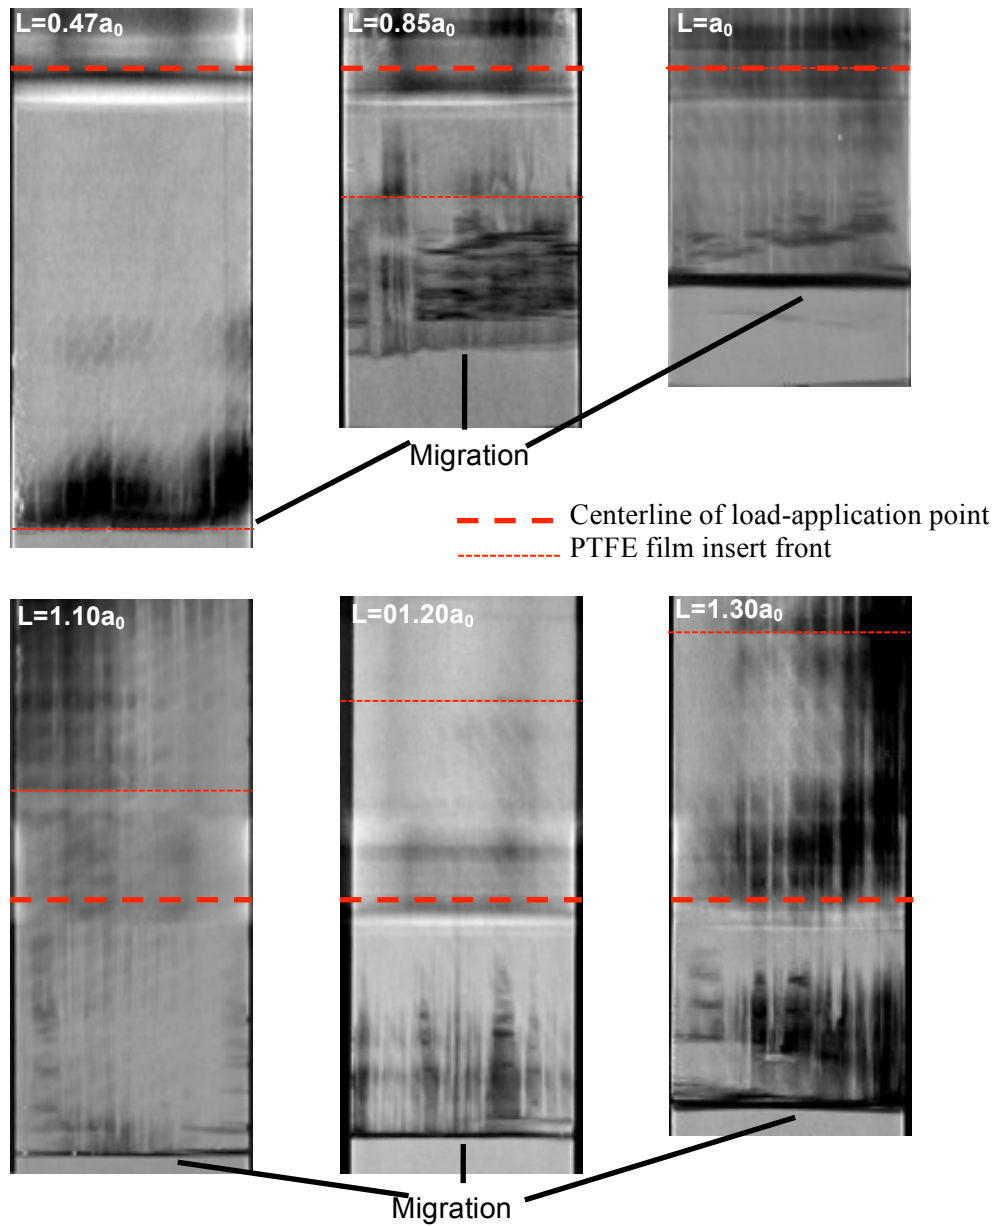 L=0.47a₀
L=0.85a₀
L=a₀
Migration
Centerline of load-application point
PTFE film insert front
L=1.10a₀
L=01.20a₀
L=1.30a₀
Migration